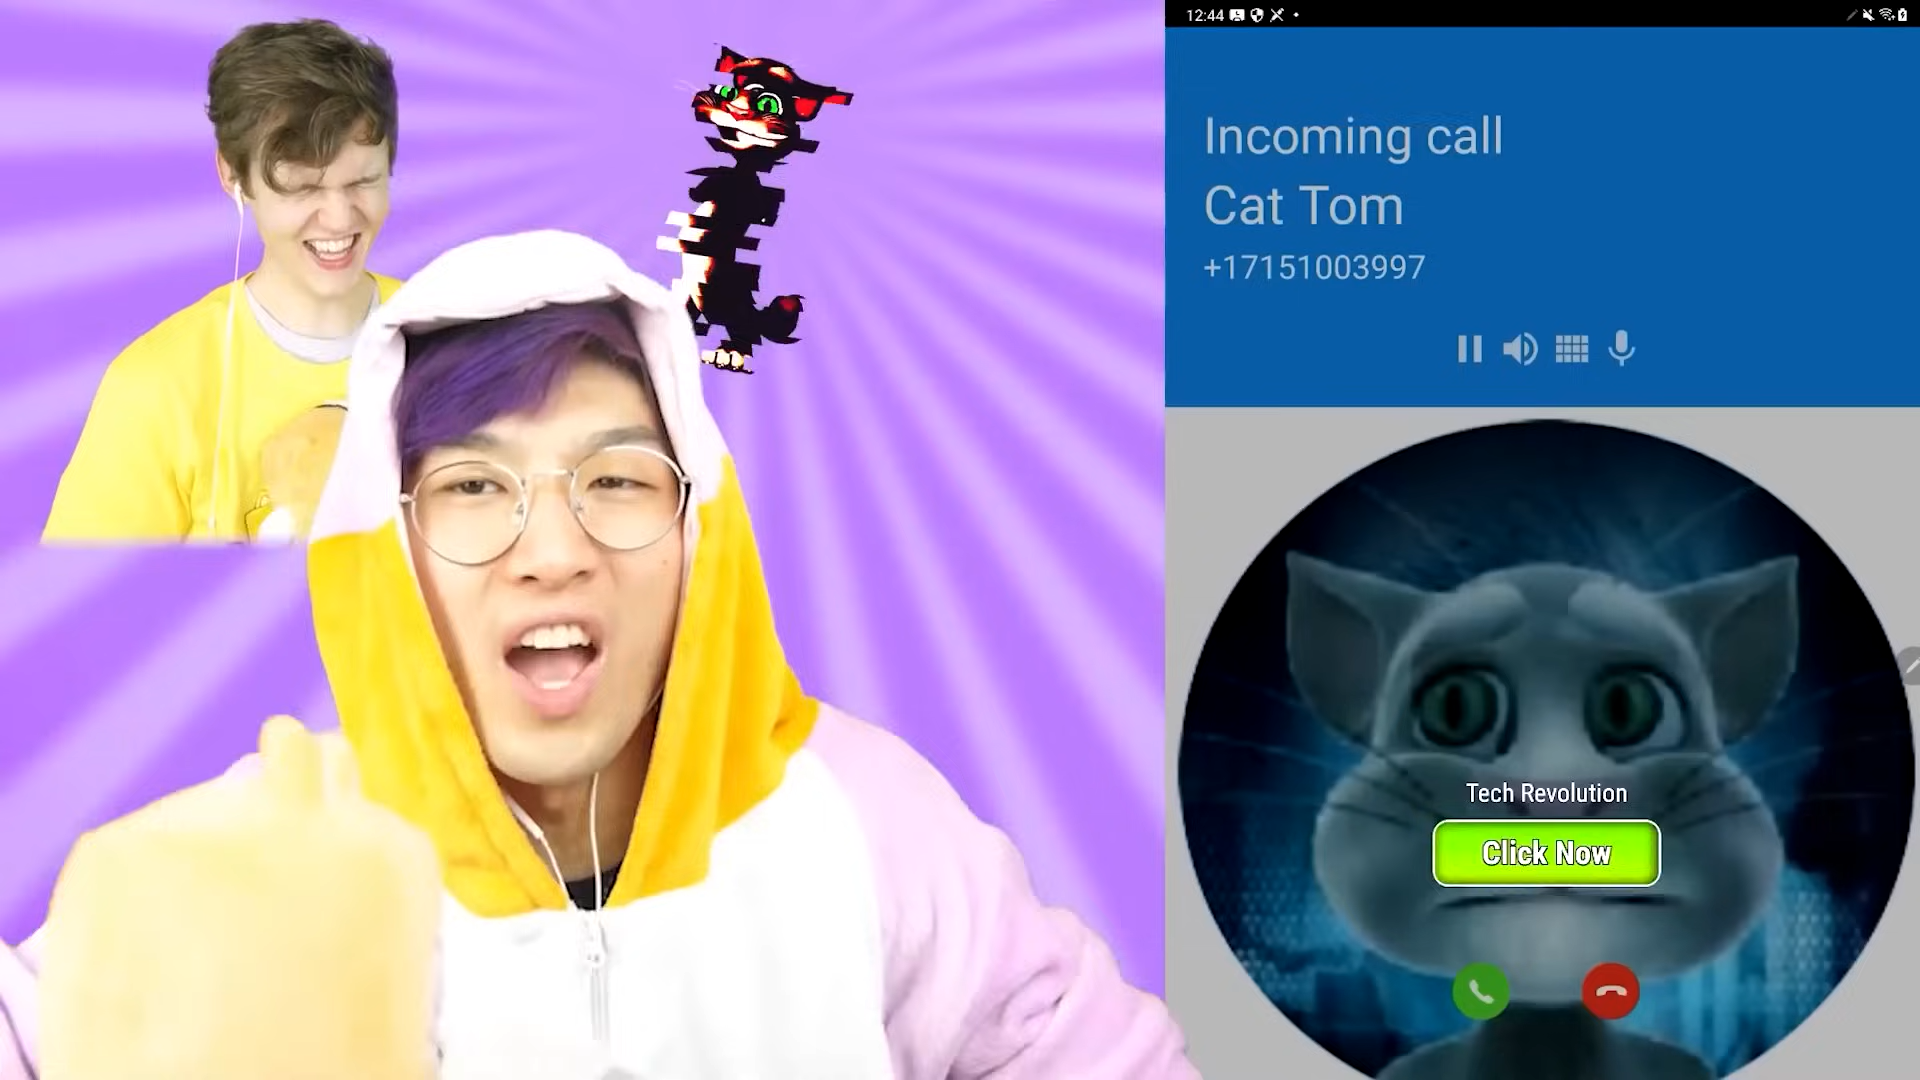 12:44
Incoming call
Cat Tom
+17151003997
Tech Revolution
Click Now